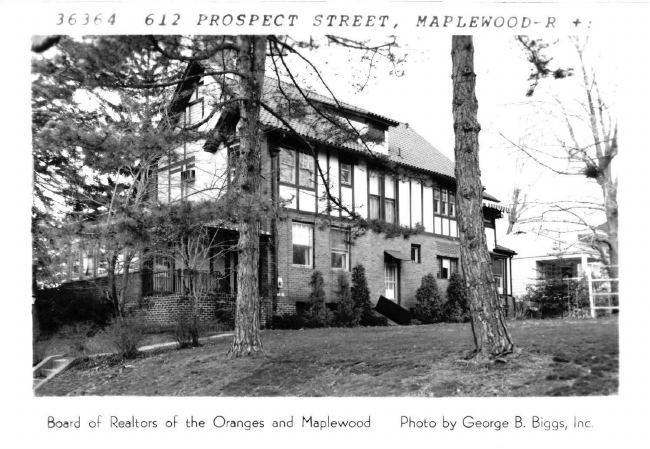 36364 612 PROSPECT STREET, MAPLEWOOD-R +:
Board of Realtors of the Oranges and Maplewood Photo by George B. Biggs, Inc.